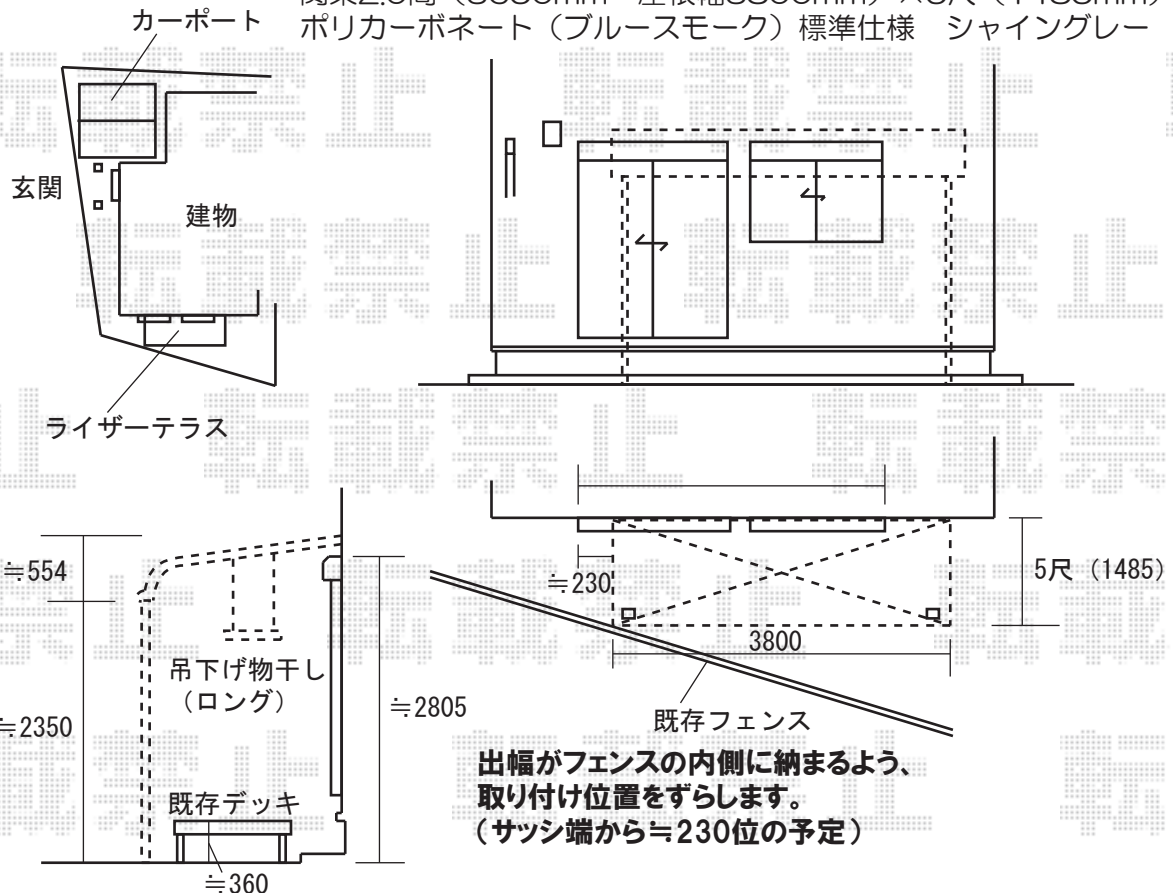 カーポート
ポリカーボネート（ブルースモーク）標準仕様　シャイングレー
玄関
建物
ライザーテラス
≒554
≒2350
吊下げ物干し
（ロング）
≒2805
既存デッキ
≒360
≒230
3800
5尺（1485）
既存フェンス
出幅がフェンスの内側に納まるよう、
取り付け位置をずらします。
（サッシ端から≒230位の予定）
転載禁止